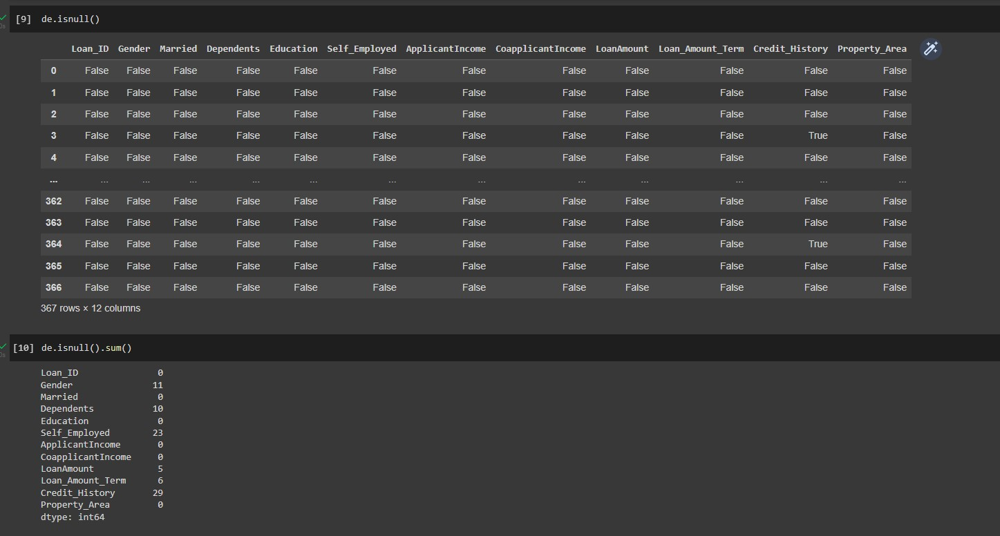 [9] de.isnull()
Loan_ID Gender Married Dependents Education Self_Employed ApplicantIncome CoapplicantIncome LoanAmount Loan_Amount_Term Credit_History Property_Area
0 False False False False False False False False False False False False
1 False False False False False False False False False False False False
2 False False False False False False False False False False False False
3 False False False False False False False False False False True False
4 False False False False False False False False False False False False
... ... ... ... ... ... ... ... ... ... ... ... ...
362 False False False False False False False False False False False False
363 False False False False False False False False False False False False
364 False False False False False False False False False False True False
365 False False False False False False False False False False False False
366 False False False False False False False False False False False False
367 rows × 12 columns
[10] de.isnull().sum()
Loan_ID 0
Gender 11
Married 0
Dependents 10
Education 0
Self_Employed 23
ApplicantIncome 0
CoapplicantIncome 0
LoanAmount 5
Loan_Amount_Term 6
Credit_History 29
Property_Area 0
dtype: int64